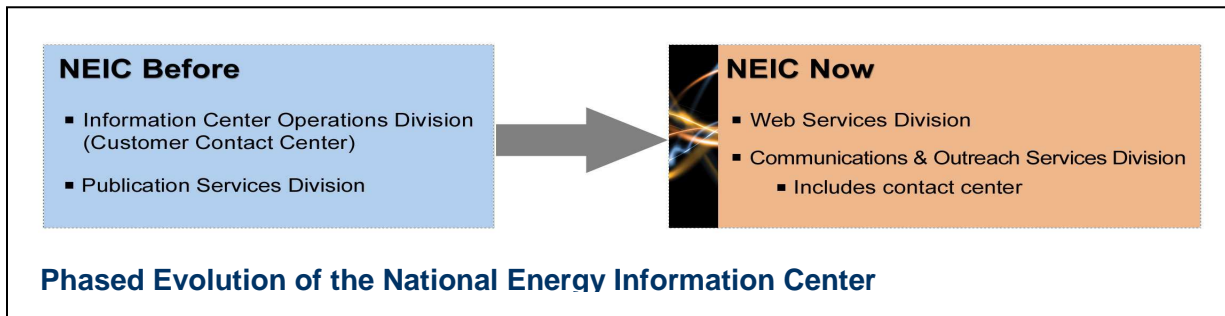 NEIC Before
▪ Information Center Operations Division
(Customer Contact Center)
▪ Publication Services Division
NEIC Now
▪ Web Services Division
▪ Communications & Outreach Services Division
▪ Includes contact center
Phased Evolution of the National Energy Information Center